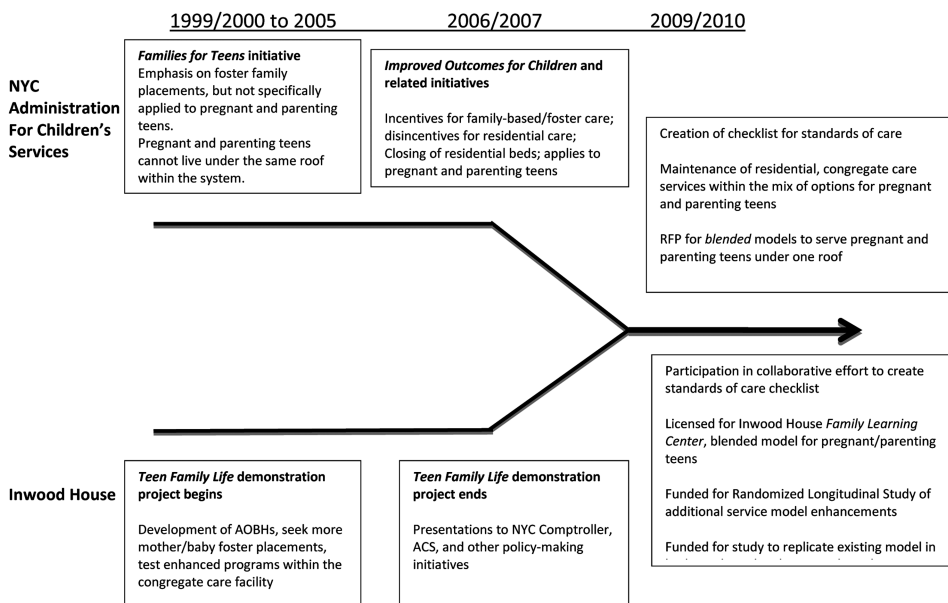 1999/2000 to 2005
2006/2007
2009/2010
NYC
Administration
For Children's
Services
Families for Teens initiative
Emphasis on foster family
placements, but not specifically
applied to pregnant and parenting
teens.
Pregnant and parenting teens
cannot live under the same roof
within the system.
Improved Outcomes for Children and
related initiatives
Incentives for family-based/foster care;
disincentives for residential care;
Closing of residential beds; applies to
pregnant and parenting teens
Creation of checklist for standards of care
Maintenance of residential, congregate care
services within the mix of options for pregnant
and parenting teens
RFP for blended models to serve pregnant and
parenting teens under one roof
Inwood House
Teen Family Life demonstration
project begins
Development of AOBHs, seek more
mother/baby foster placements,
test enhanced programs within the
congregate care facility
Teen Family Life demonstration
project ends
Presentations to NYC Comptroller,
ACS, and other policy-making
initiatives
Participation in collaborative effort to create
standards of care checklist
Licensed for Inwood House Family Learning
Center, blended model for pregnant/parenting
teens
Funded for Randomized Longitudinal Study of
additional service model enhancements
Funded for study to replicate existing model in